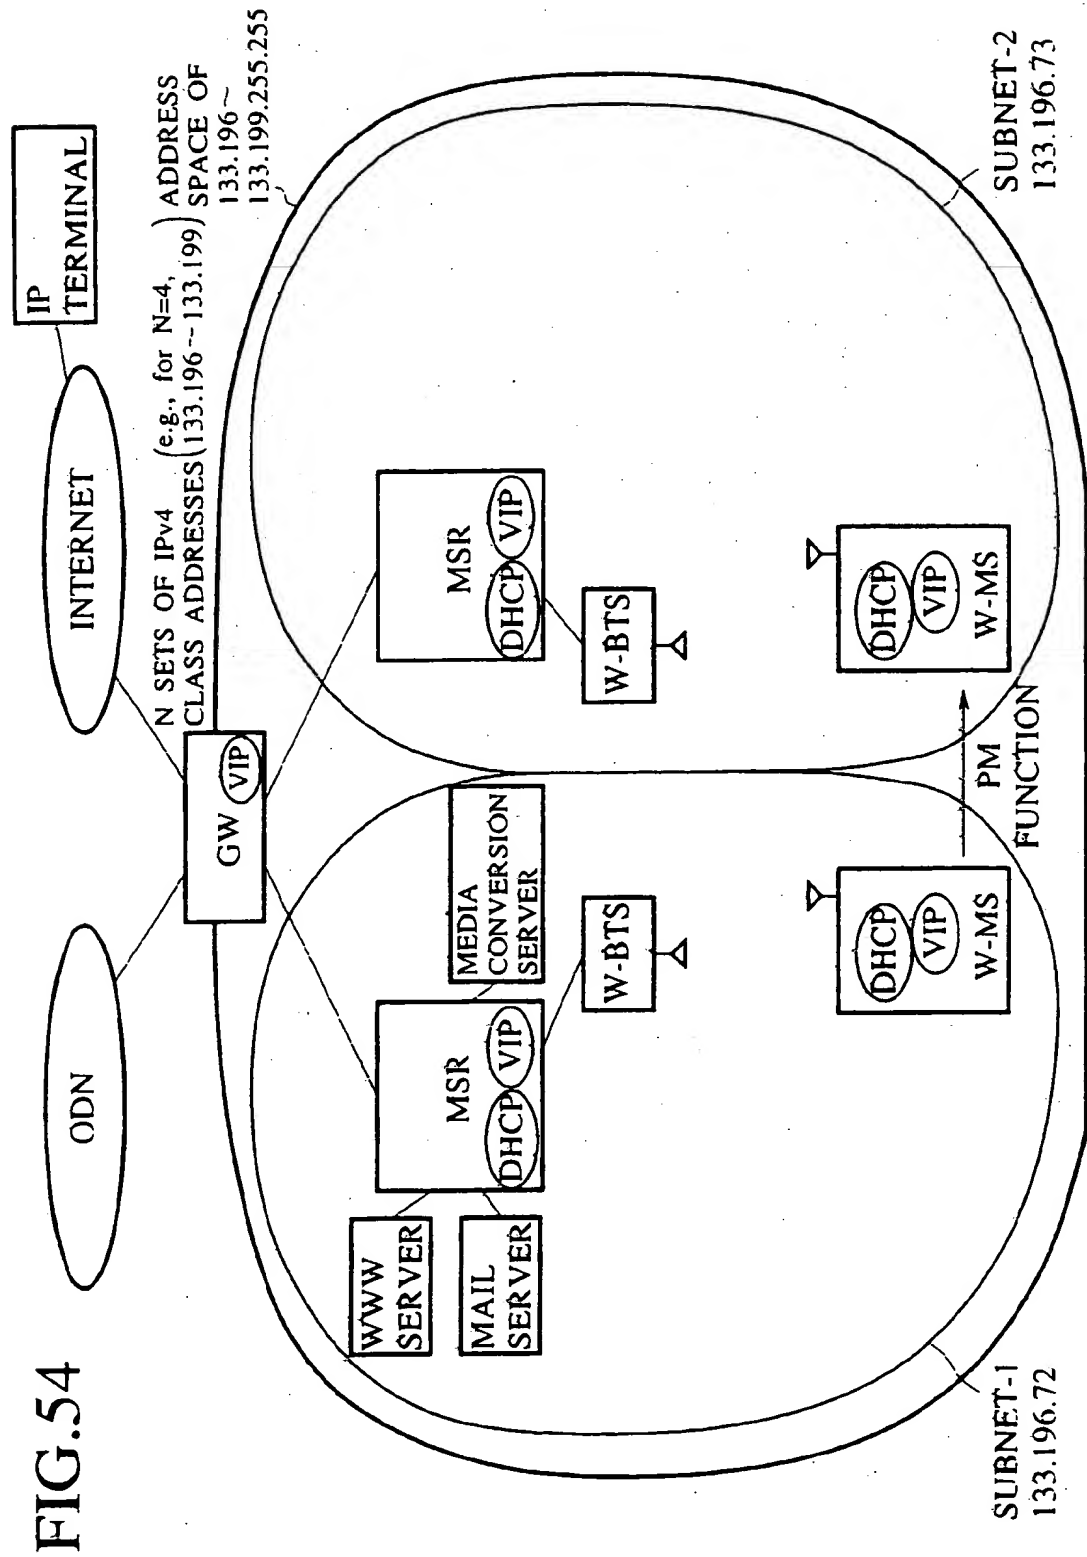 FIG.54
ODN
INTERNET
IP
TERMINAL
GW
VIP
N SETS OF IPv4
CLASS ADDRESSES
(e.g., for N=4,
133.196~133.199)
ADDRESS
SPACE OF
133.196~
133.199.255.255
WWW
SERVER
MAIL
SERVER
MSR
DHCP
VIP
MEDIA
CONVERSION
SERVER
W-BTS
MSR
DHCP
VIP
W-BTS
DHCP
VIP
W-MS
PM
FUNCTION
DHCP
VIP
W-MS
SUBNET-1
133.196.72
SUBNET-2
133.196.73